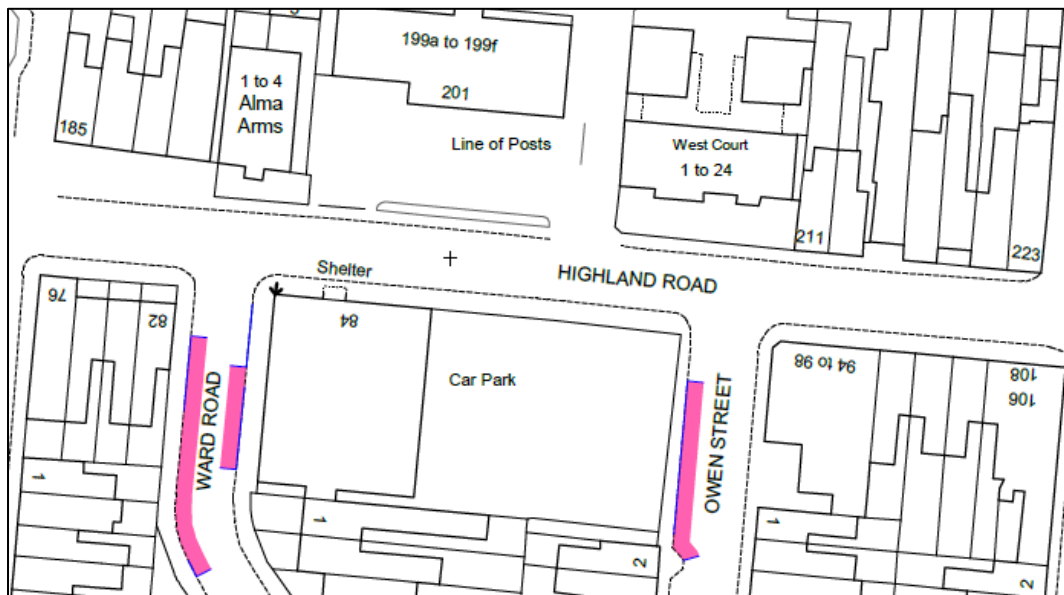 199a to 199f
201
1 to 4
Alma
Arms
185
Line of Posts
West Court
1 to 24
211
223
Shelter
HIGHLAND ROAD
76
82
84
94 to 98
108
106
Car Park
WARD ROAD
OWEN STREET
1
1
2
1
2